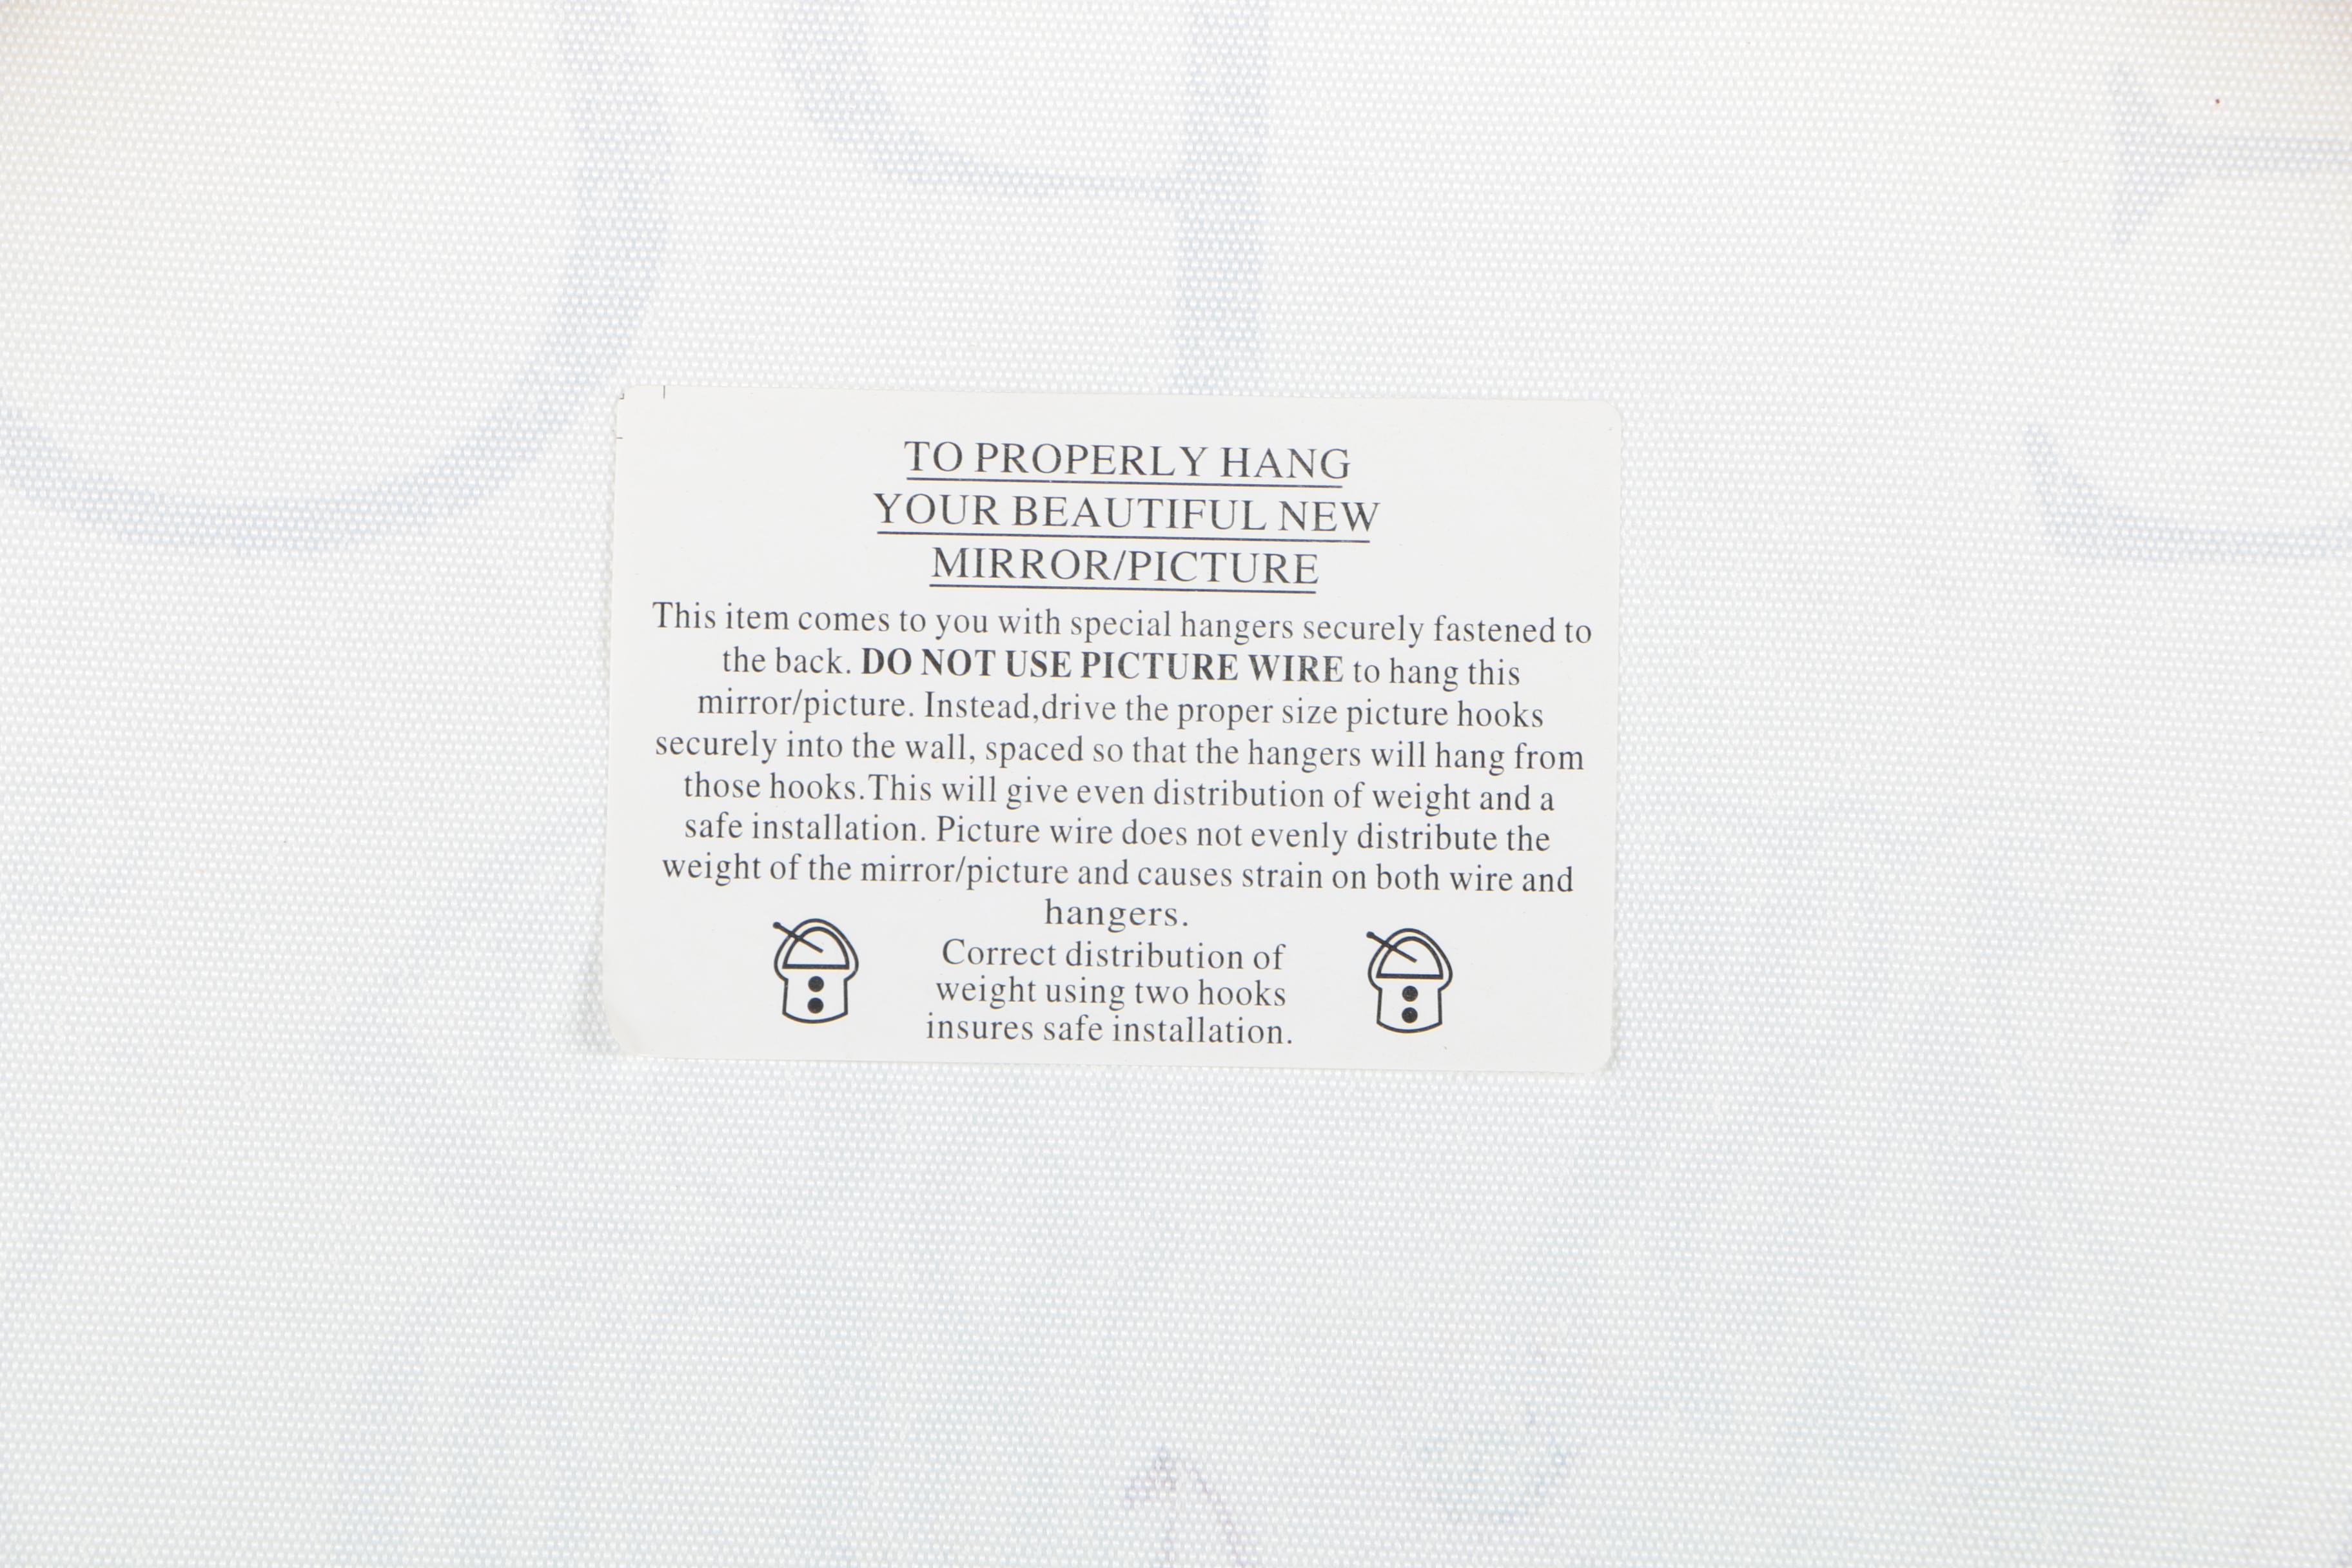 TO PROPERLY HANG
YOUR BEAUTIFUL NEW
MIRROR/PICTURE
This item comes to you with special hangers securely fastened to
the back. DO NOT USE PICTURE WIRE to hang this
mirror/picture. Instead,drive the proper size picture hooks
securely into the wall, spaced so that the hangers will hang from
those hooks.This will give even distribution of weight and a
safe installation. Picture wire does not evenly distribute the
weight of the mirror/picture and causes strain on both wire and
hangers.
Correct distribution of
weight using two hooks
insures safe installation.